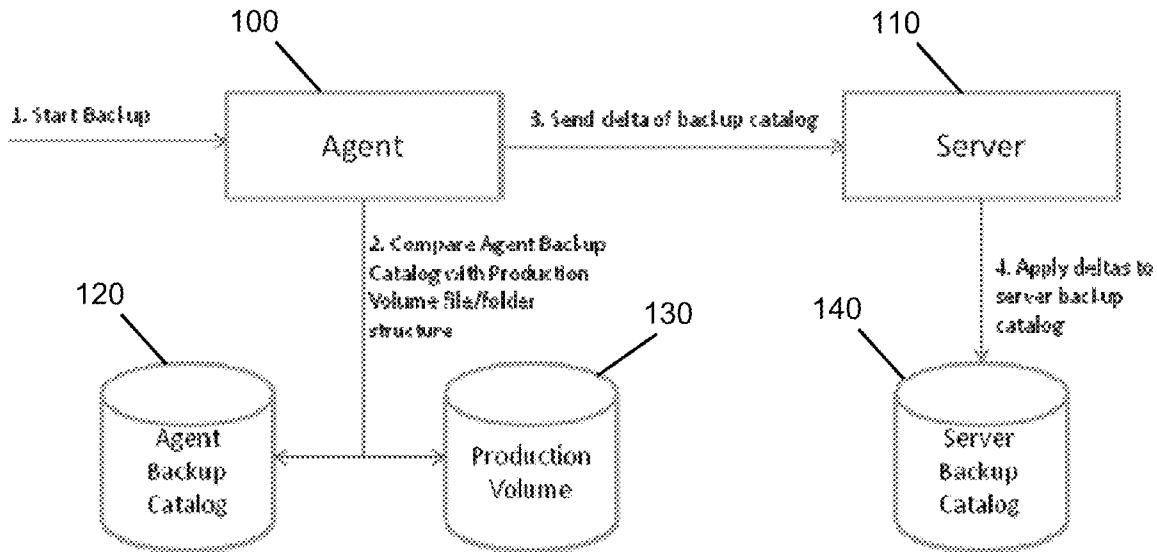 100
110
1. Start Backup
Agent
3. Send delta of backup catalog
Server
2. Compare Agent Backup
Catalog with Production
Volume file/folder
structure
4. Apply deltas to
server backup
catalog
120
130
140
Agent
Backup
Catalog
Production
Volume
Server
Backup
Catalog